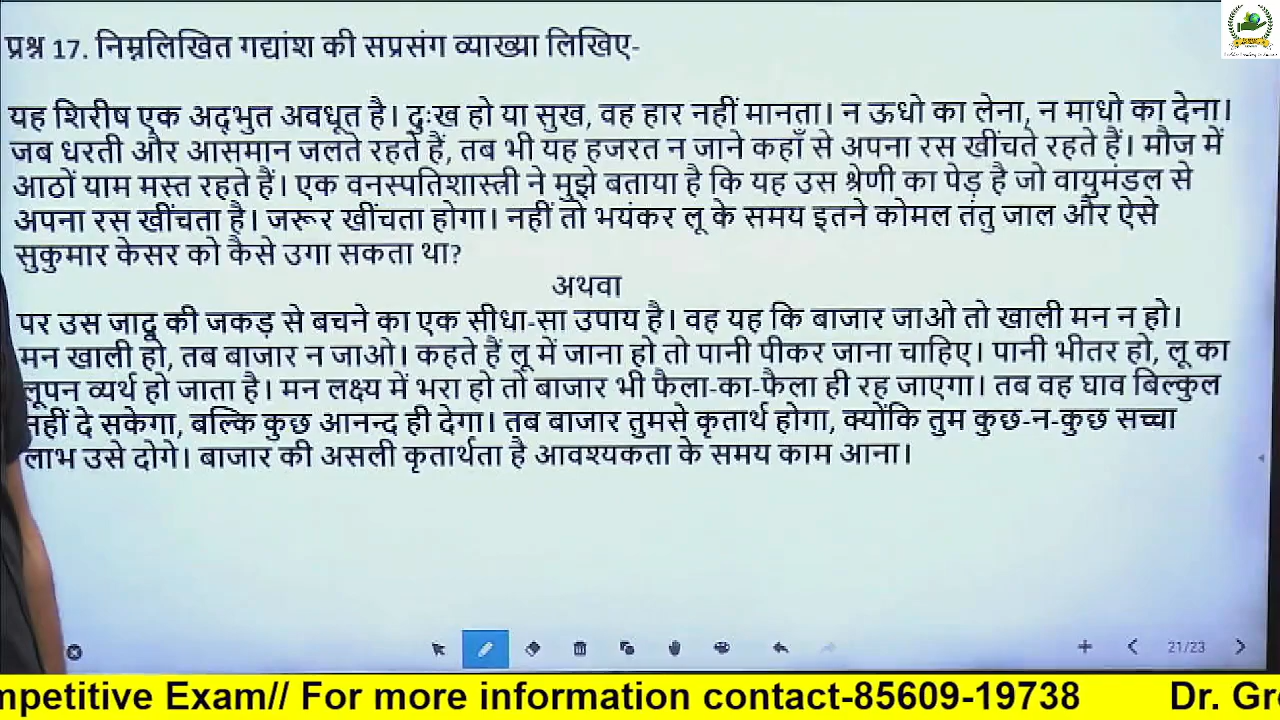 प्रश्न 17. निम्नलिखित गद्यांश की सप्रसंग व्याख्या लिखिए-
यह शिरीष एक अद्भुत अवधूत है। दुःख हो या सुख, वह हार नहीं मानता। न ऊधो का लेना, न माधो का देना।
जब धरती और आसमान जलते रहते हैं, तब भी यह हजरत न जाने कहाँ से अपना रस खींचते रहते हैं। मौज में
आठों याम मस्त रहते हैं। एक वनस्पतिशास्त्री ने मुझे बताया है कि यह उस श्रेणी का पेड़ है जो वायुमंडल से
अपना रस खींचता है। जरूर खींचता होगा। नहीं तो भयंकर लू के समय इतने कोमल तंतु जाल और ऐसे
सुकुमार केसर को कैसे उगा सकता था?
अथवा
पर उस जादू की जकड़ से बचने का एक सीधा-सा उपाय है। वह यह कि बाजार जाओ तो खाली मन न हो।
मन खाली हो, तब बाजार न जाओ। कहते हैं लू में जाना हो तो पानी पीकर जाना चाहिए। पानी भीतर हो, लू का
लूपन व्यर्थ हो जाता है। मन लक्ष्य में भरा हो तो बाजार भी फैला-का-फैला ही रह जाएगा। तब वह घाव बिल्कुल
नहीं दे सकेगा, बल्कि कुछ आनन्द ही देगा। तब बाजार तुमसे कृतार्थ होगा, क्योंकि तुम कुछ-न-कुछ सच्चा
लाभ उसे दोगे। बाजार की असली कृतार्थता है आवश्यकता के समय काम आना।
21/23
mpetitive Exam// For more information contact-85609-19738 Dr. Gr